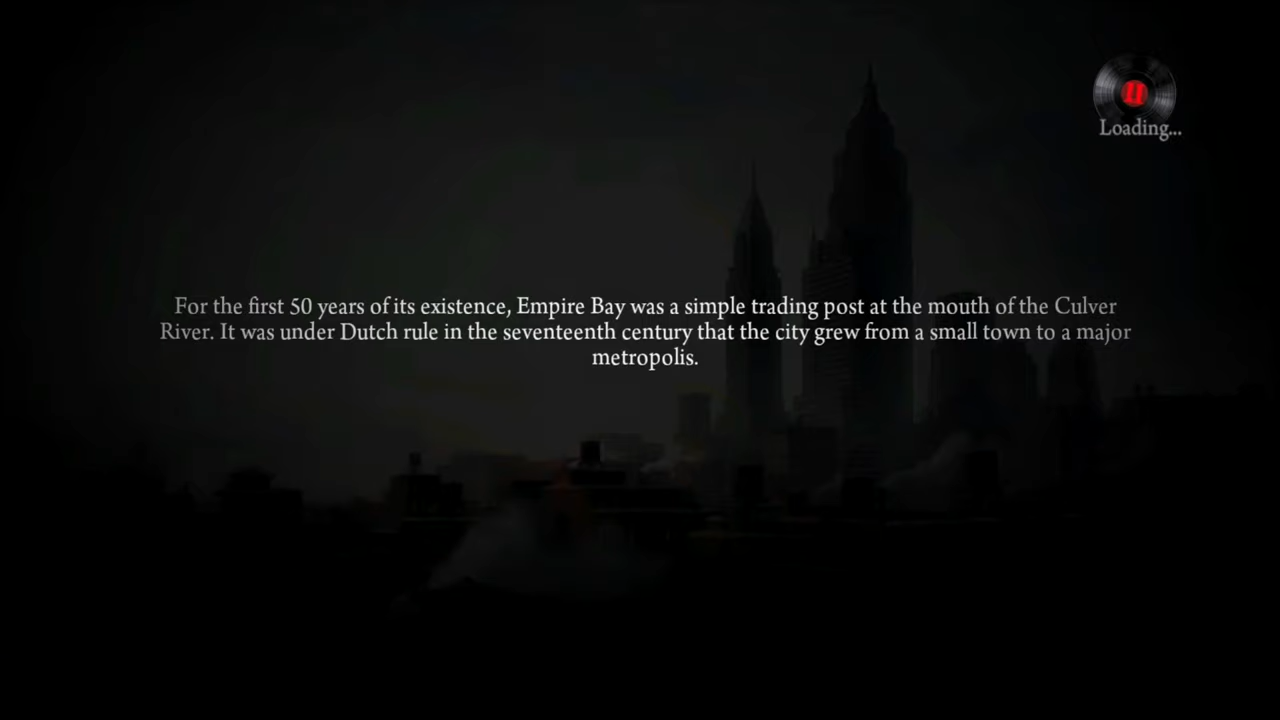 II
Loading...
For the first 50 years of its existence, Empire Bay was a simple trading post at the mouth of the Culver
River. It was under Dutch rule in the seventeenth century that the city grew from a small town to a major
metropolis.